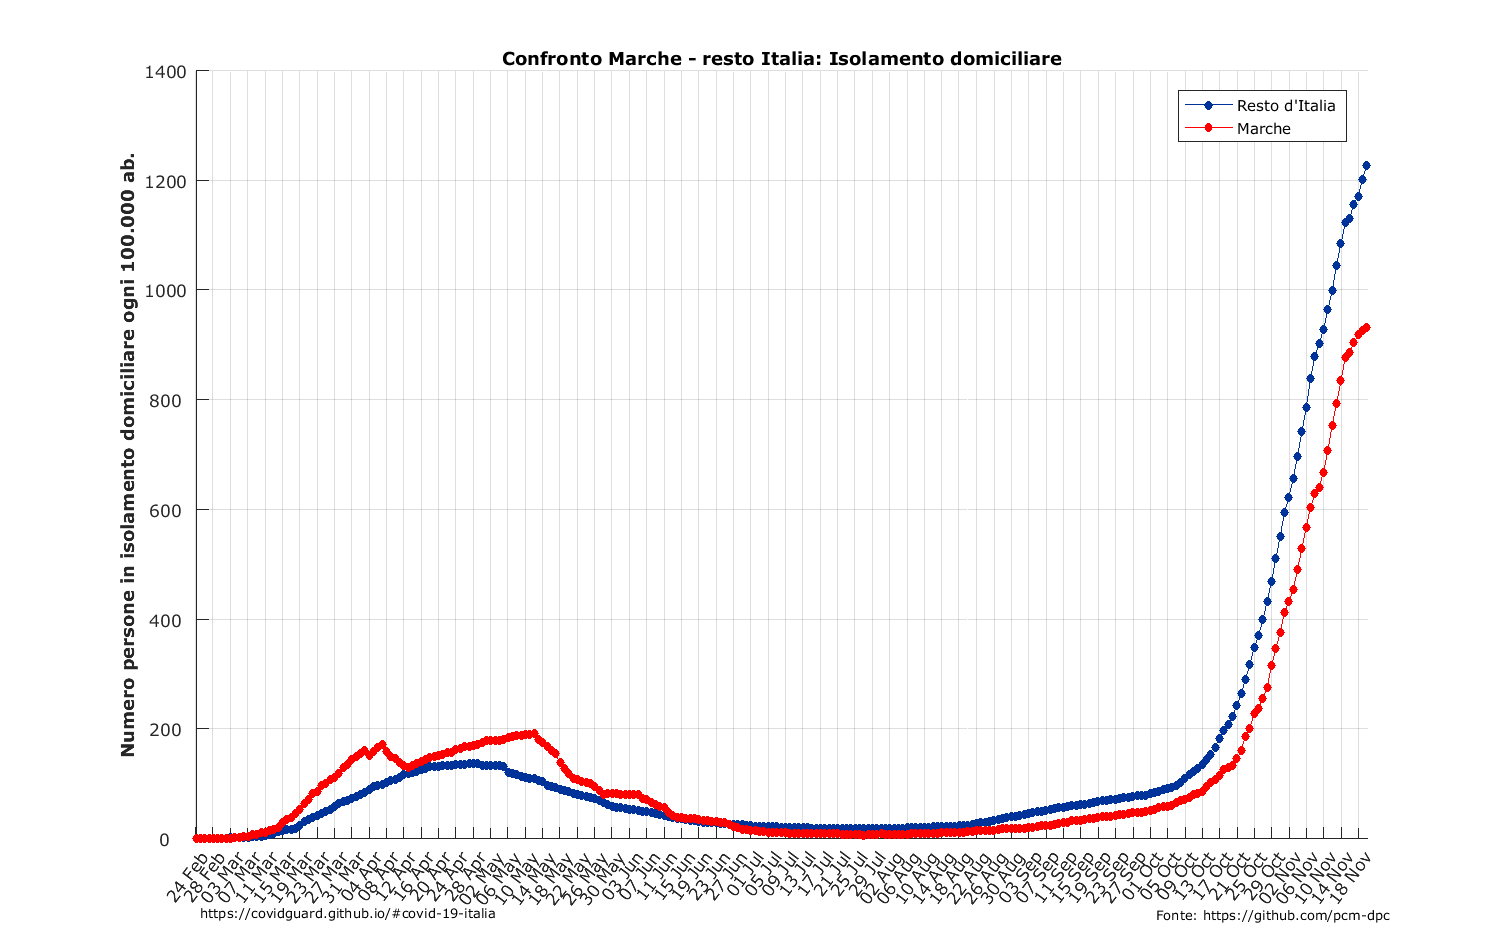 Confronto Marche - resto Italia: Isolamento domiciliare
Numero persone in isolamento domiciliare ogni 100.000 ab.
1400
1200
1000
800
600
400
200
0
Resto d'Italia
Marche
24 Feb
28 Feb
03 Mar
07 Mar
11 Mar
15 Mar
19 Mar
23 Mar
27 Mar
31 Mar
04 Apr
08 Apr
12 Apr
16 Apr
20 Apr
24 Apr
28 Apr
02 May
06 May
10 May
14 May
18 May
22 May
26 May
30 May
03 Jun
07 Jun
11 Jun
15 Jun
19 Jun
23 Jun
27 Jun
01 Jul
05 Jul
09 Jul
13 Jul
17 Jul
21 Jul
25 Jul
29 Jul
02 Aug
06 Aug
10 Aug
14 Aug
18 Aug
22 Aug
26 Aug
30 Aug
03 Sep
07 Sep
11 Sep
15 Sep
19 Sep
23 Sep
27 Sep
01 Oct
05 Oct
09 Oct
13 Oct
17 Oct
21 Oct
25 Oct
29 Oct
02 Nov
06 Nov
10 Nov
14 Nov
18 Nov
https://covidguard.github.io/#covid-19-italia
Fonte: https://github.com/pcm-dpc